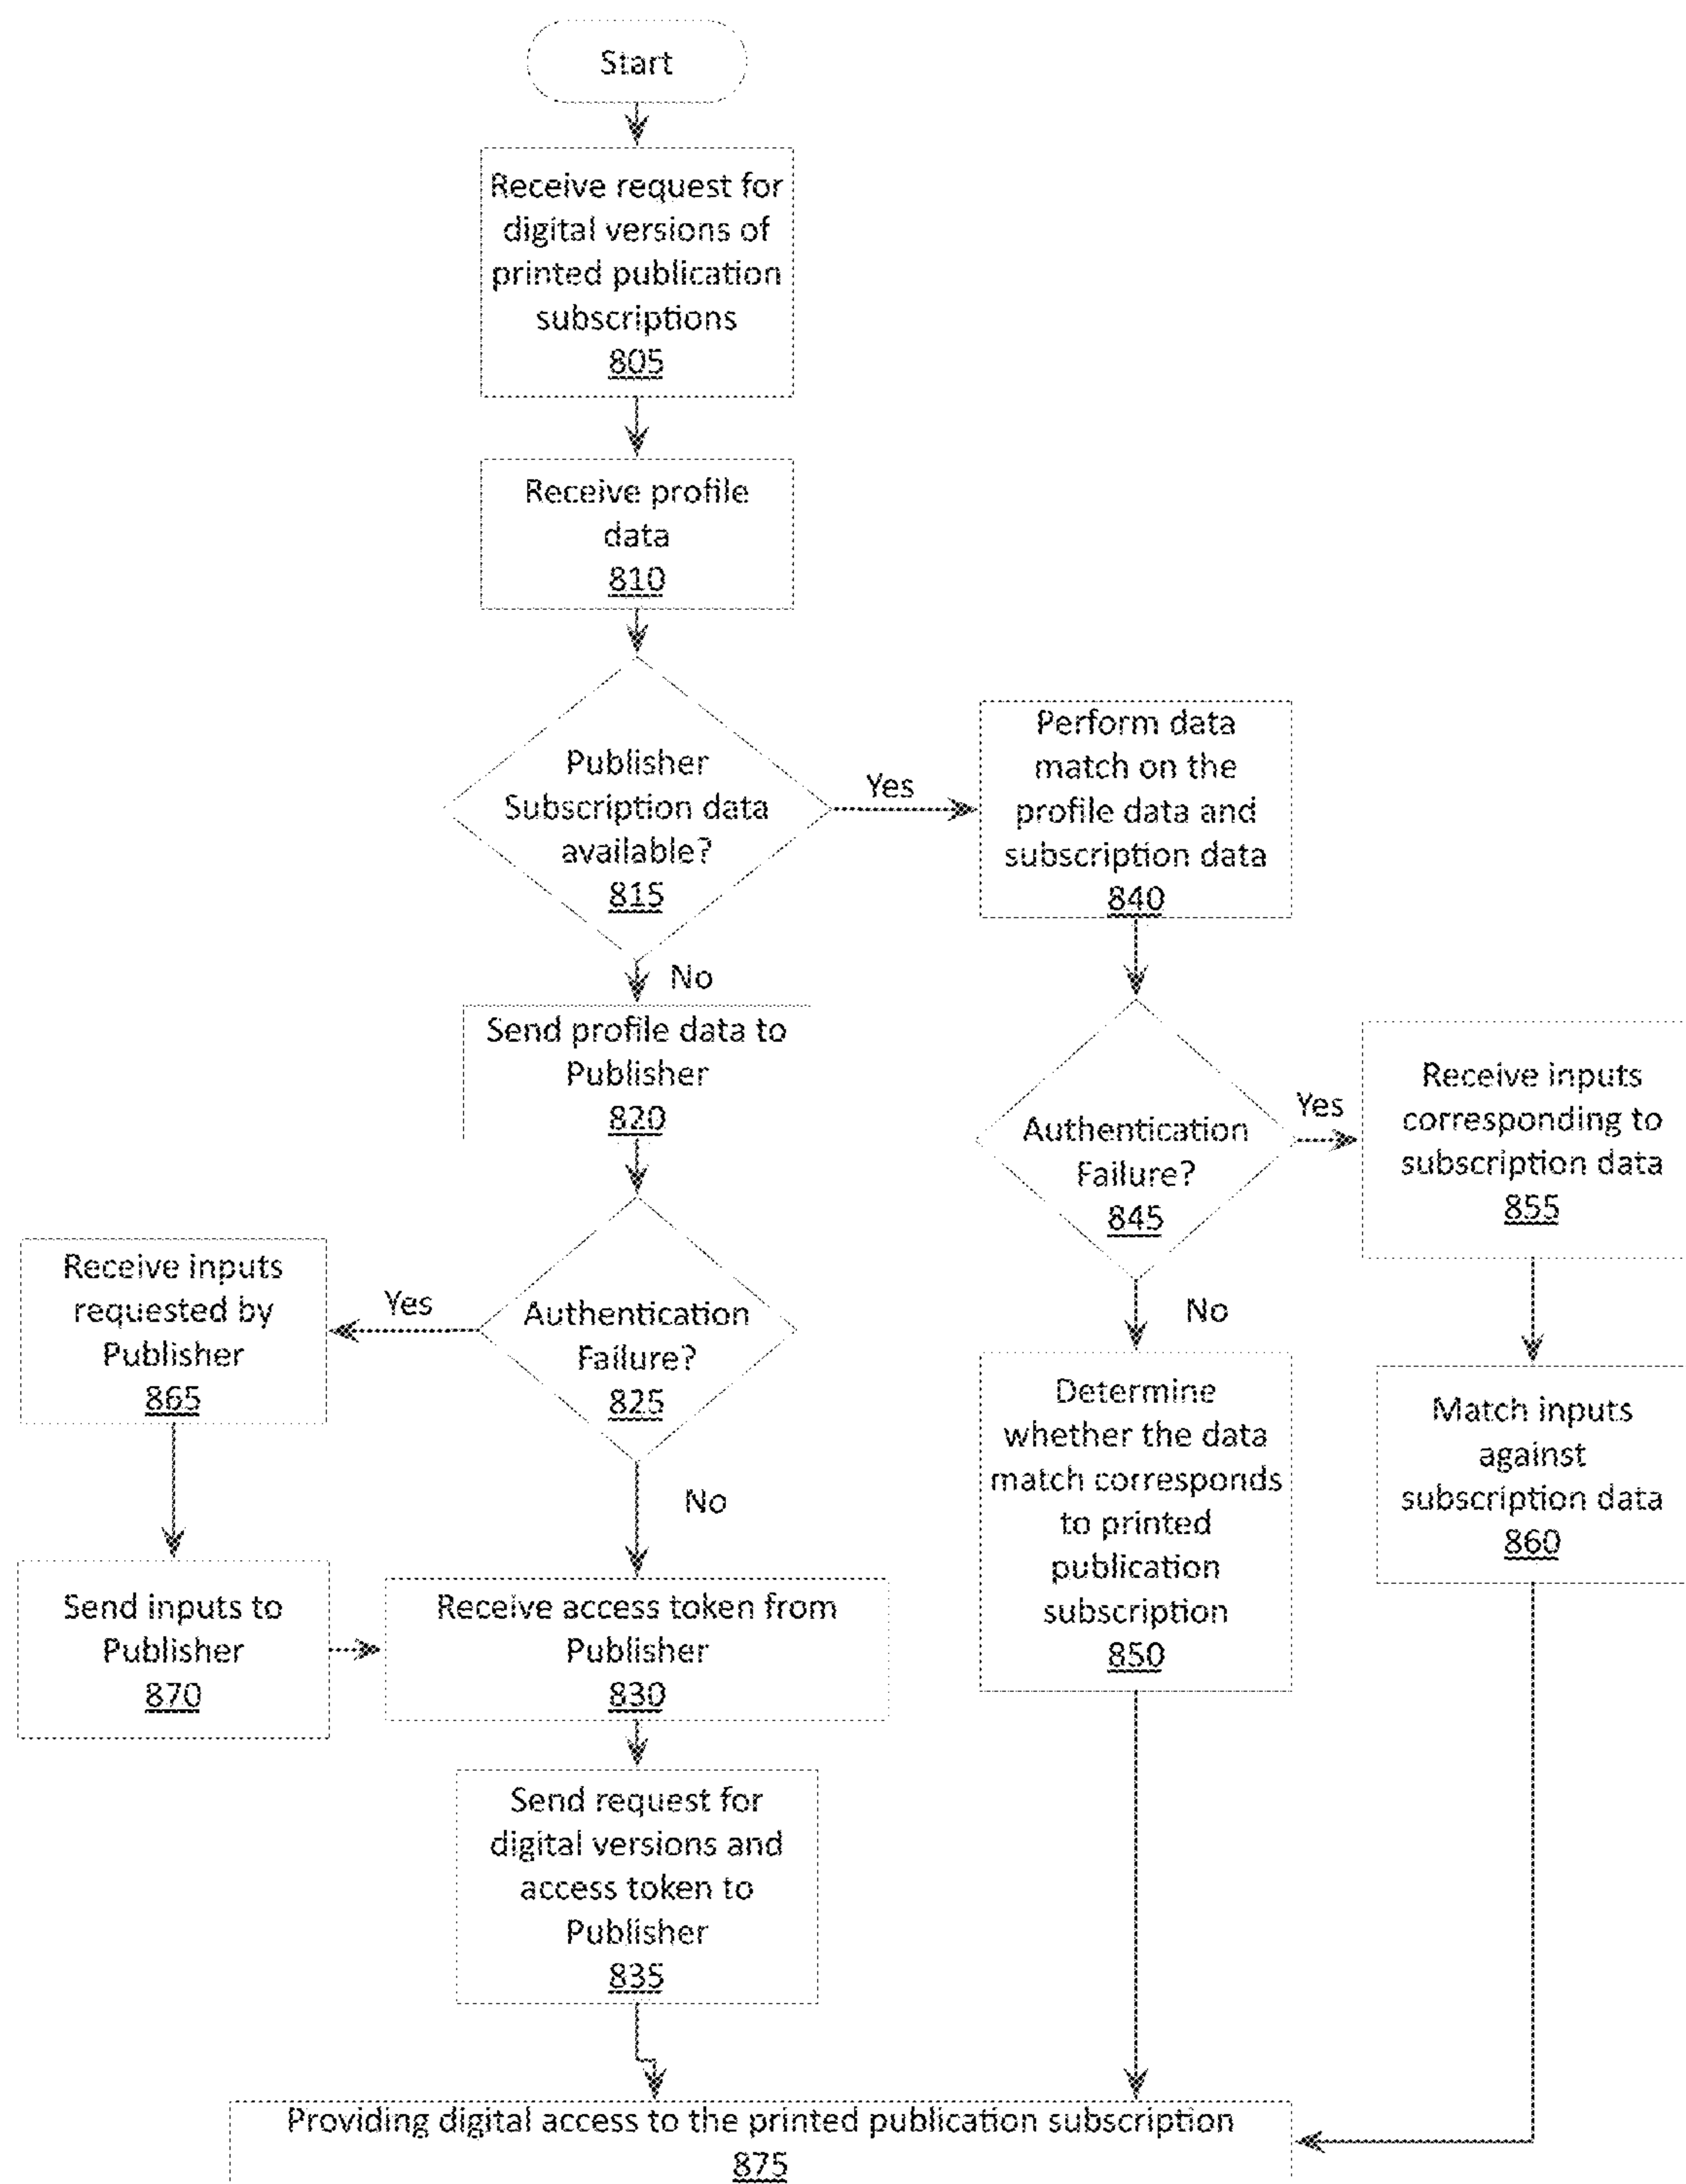 Start
Receive request for
digital versions of
printed publication
subscriptions
805
Receive profile
data
810
Publisher
Subscription data
available?
815
Yes
Perform data
match on the
profile data and
subscription data
840
No
Send profile data to
Publisher
820
Authentication
Failure?
845
Yes
Receive inputs
corresponding to
subscription data
855
Receive inputs
requested by
Publisher
865
Yes
Authentication
Failure?
825
No
Determine
whether the data
match corresponds
to printed
publication
subscription
850
Match inputs
against
subscription data
860
No
Send inputs to
Publisher
870
Receive access token from
Publisher
830
Send request for
digital versions and
access token to
Publisher
835
Providing digital access to the printed publication subscription
875